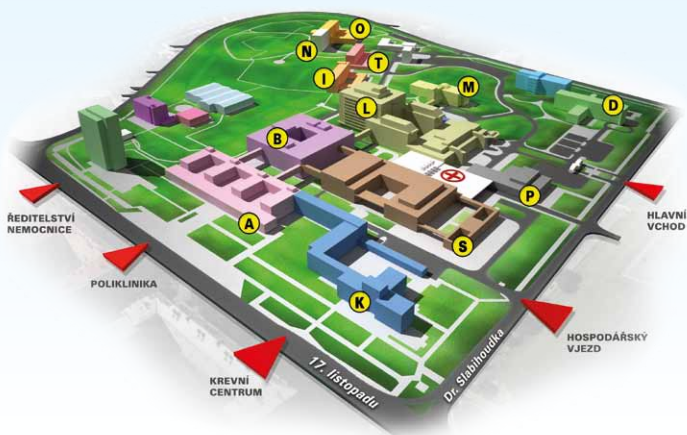 O
N
T
I
M
L
D
B
P
A
S
K
ŘEDITELSTVÍ
NEMOCNICE
POLIKLINIKA
KREVNÍ
CENTRUM
17. listopadu
Dr. Slabihoudka
HOSPODÁŘSKÝ
VJEZD
HLAVNÍ
VCHOD